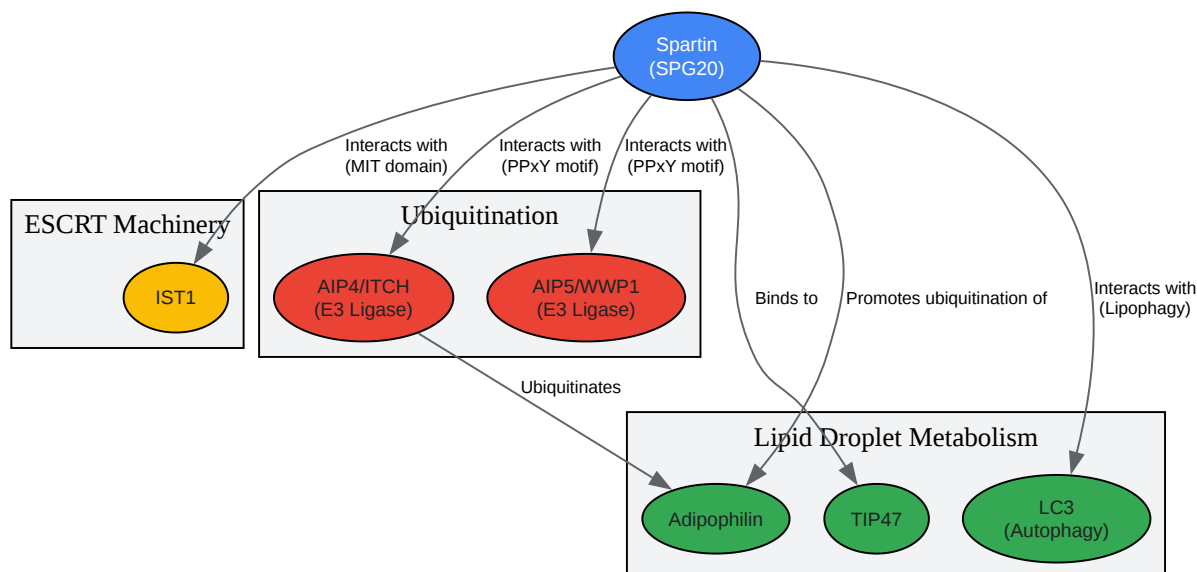 Spartin
(SPG20)
Interacts with
(MIT domain)
Interacts with
(PPxY motif)
Interacts with
(PPxY motif)
ESCRT Machinery
Ubiquitination
IST1
AIP4/ITCH
(E3 Ligase)
AIP5/WWP1
(E3 Ligase)
Binds to
Promotes ubiquitination of
Interacts with
(Lipophagy)
Ubiquitinates
Lipid Droplet Metabolism
Adipophilin
TIP47
LC3
(Autophagy)